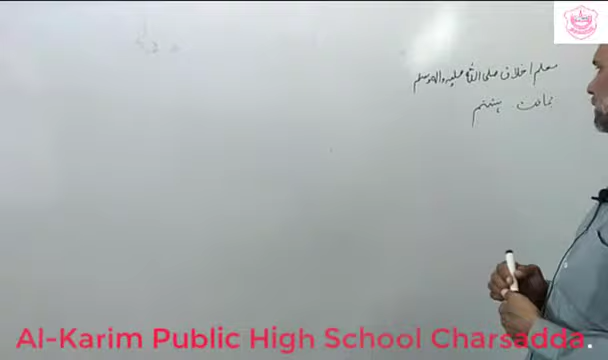 معلم اخلاق صلی اللہ علیہ والہ وسلم
جماعت ہشتم
Al-Karim Public High School Charsadda.